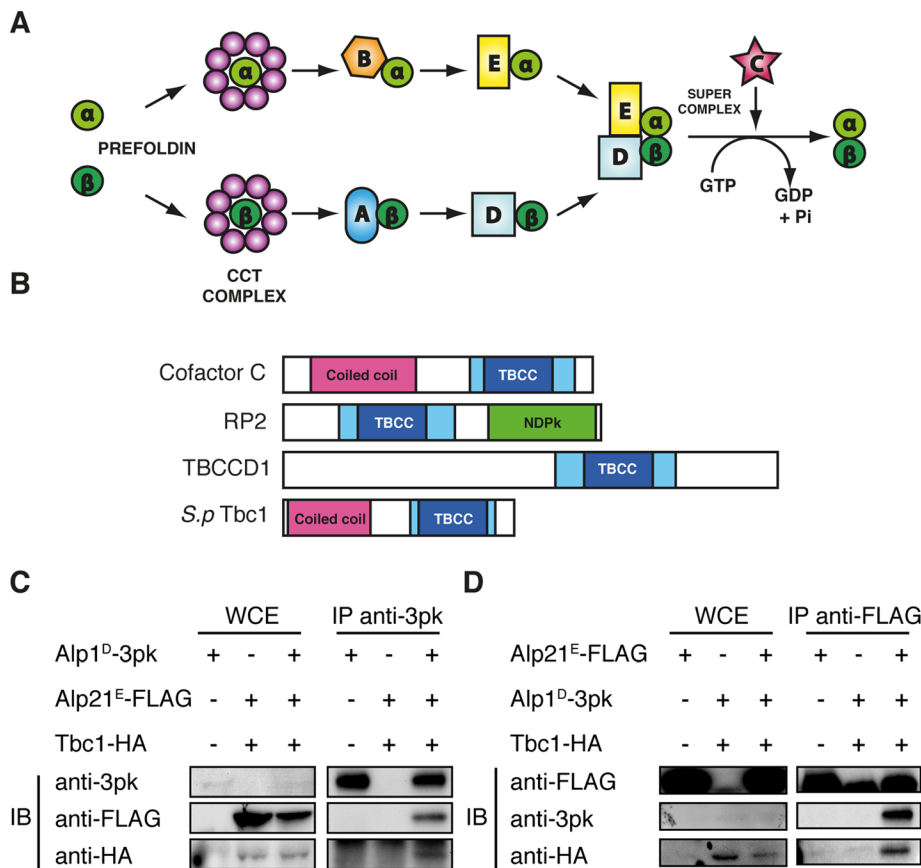 A
α
B
α
E
α
C
α
SUPER
COMPLEX
E
α
α
PREFOLDIN
D
β
β
β
GTP
GDP
+ Pi
β
A
β
D
β
CCT
COMPLEX
B
Cofactor C
Coiled coil
TBCC
RP2
TBCC
NDPk
TBCCD1
TBCC
S.p Tbc1
Coiled coil
TBCC
C
WCE
IP anti-3pk
Alp1ᴰ-3pk + - + + - +
Alp21ᴱ-FLAG - + + - + +
Tbc1-HA - + + - + +
IB
anti-3pk
anti-FLAG
anti-HA
D
WCE
IP anti-FLAG
Alp21ᴱ-FLAG + - + + - +
Alp1ᴰ-3pk - + + - + +
Tbc1-HA - + + - + +
IB
anti-FLAG
anti-3pk
anti-HA